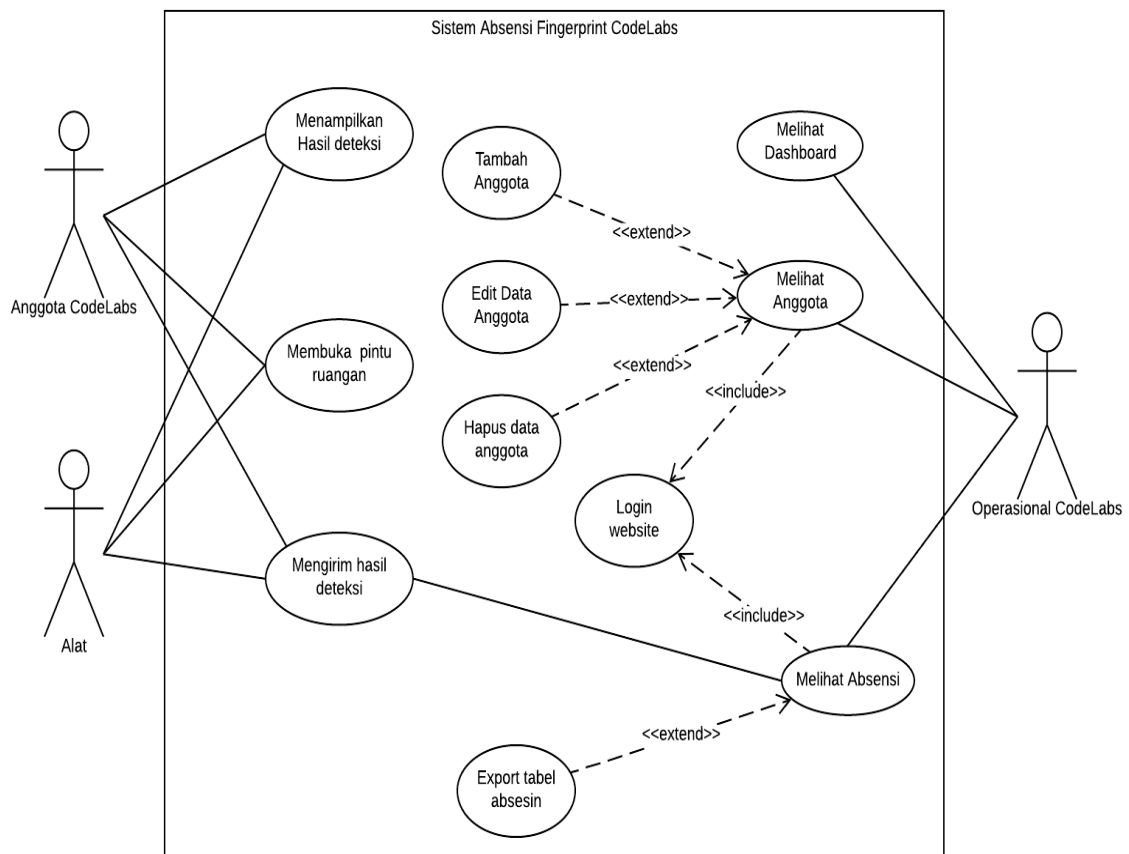 Sistem Absensi Fingerprint CodeLabs
Menampilkan
Hasil deteksi
Tambah
Anggota
Melihat
Dashboard
<<extend>>
Anggota CodeLabs
Edit Data
Anggota
<<extend>>
Melihat
Anggota
Membuka pintu
ruangan
<<extend>>
<<include>>
Hapus data
anggota
Login
website
Operasional CodeLabs
Alat
Mengirim hasil
deteksi
<<include>>
Melihat Absensi
<<extend>>
Export tabel
absesin